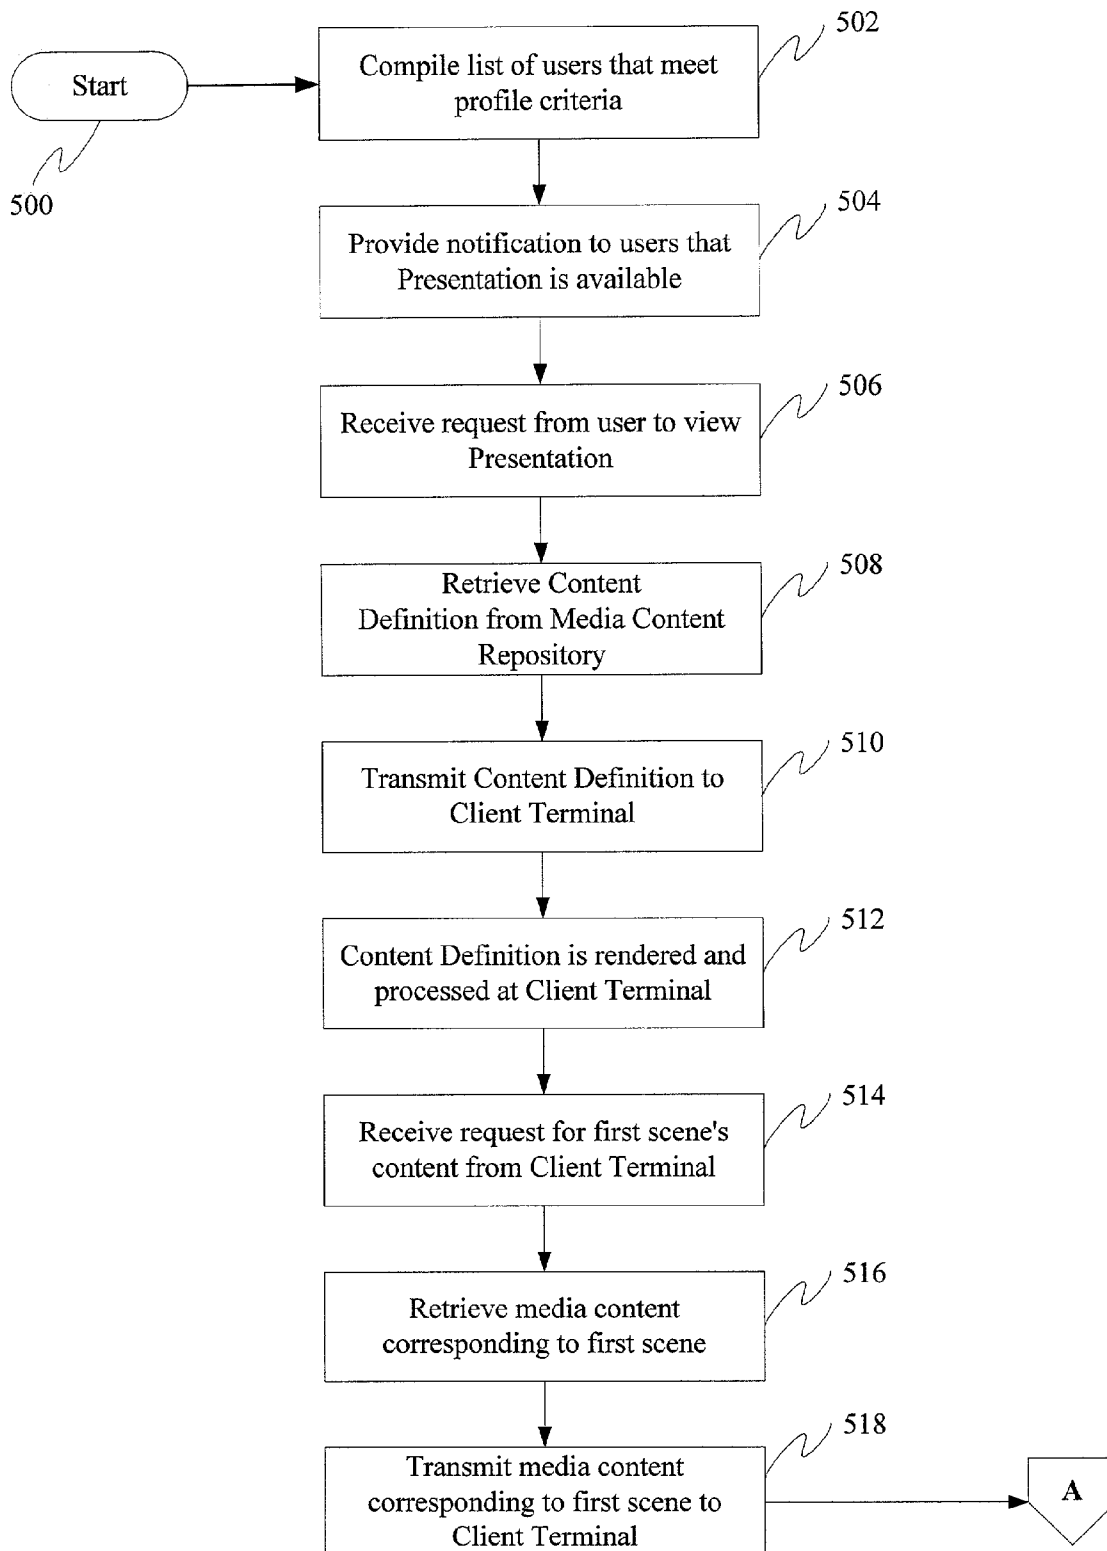 502
Start
Compile list of users that meet
profile criteria
500
504
Provide notification to users that
Presentation is available
506
Receive request from user to view
Presentation
508
Retrieve Content
Definition from Media Content
Repository
510
Transmit Content Definition to
Client Terminal
512
Content Definition is rendered and
processed at Client Terminal
514
Receive request for first scene's
content from Client Terminal
516
Retrieve media content
corresponding to first scene
518
Transmit media content
corresponding to first scene to
Client Terminal
A